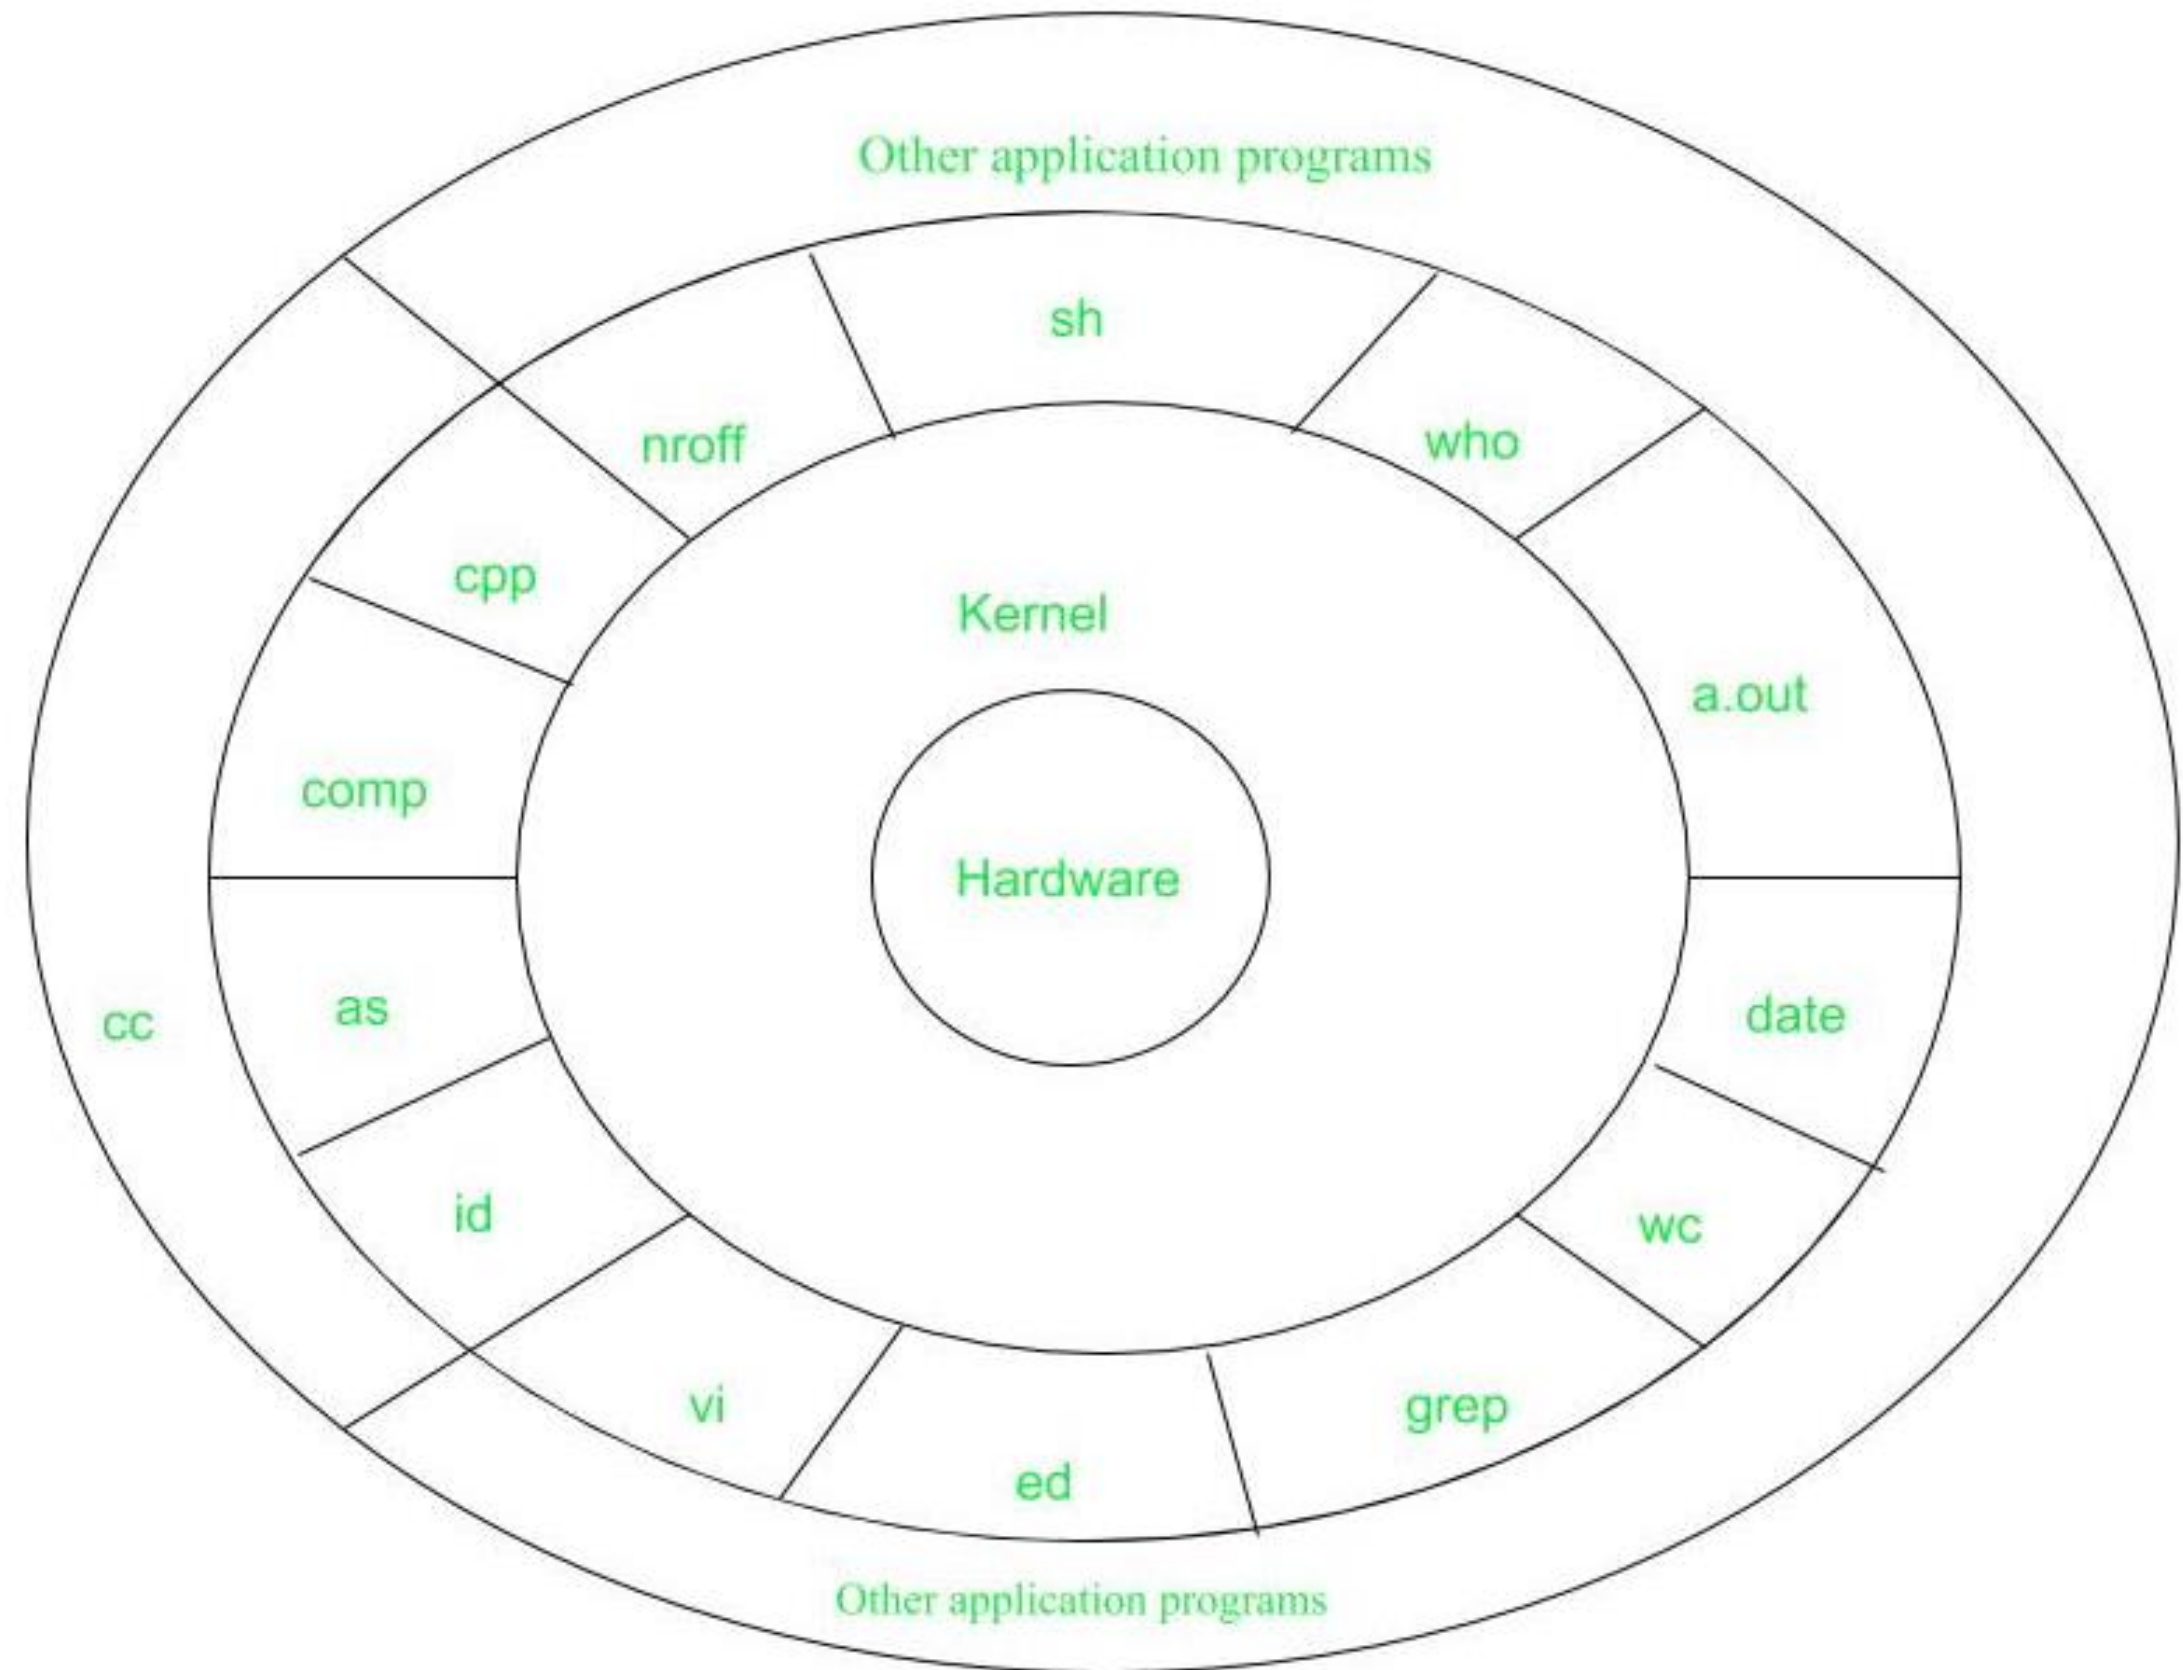 Other application programs
sh
nroff
who
cpp
Kernel
a.out
comp
Hardware
as
cc
date
id
wc
vi
grep
ed
Other application programs